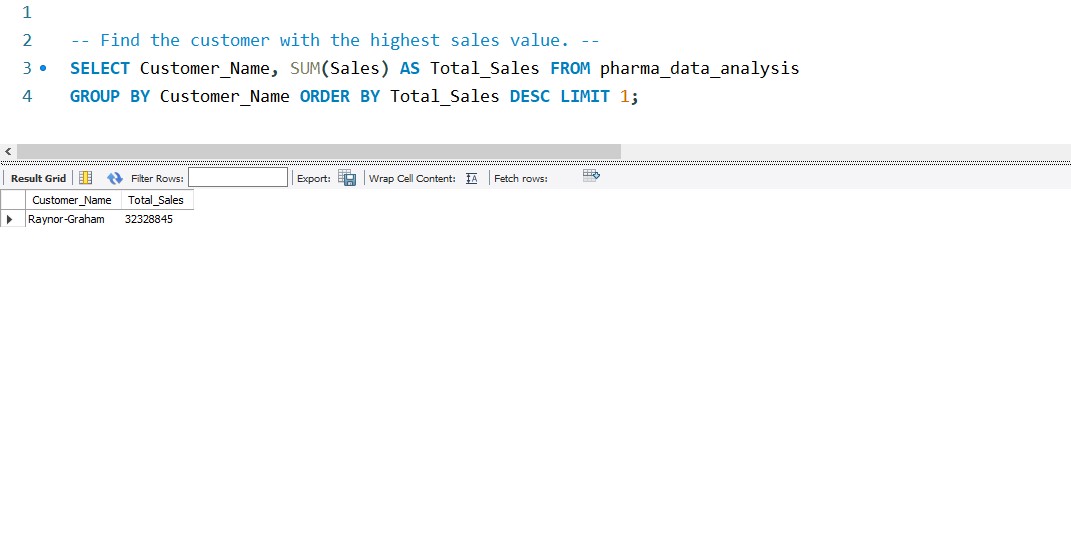 1
2 -- Find the customer with the highest sales value. --
3 SELECT Customer_Name, SUM(Sales) AS Total_Sales FROM pharma_data_analysis
4 GROUP BY Customer_Name ORDER BY Total_Sales DESC LIMIT 1;
Result Grid Filter Rows: Export: Wrap Cell Content: Fetch rows:
Customer_Name Total_Sales
Raynor-Graham 32328845